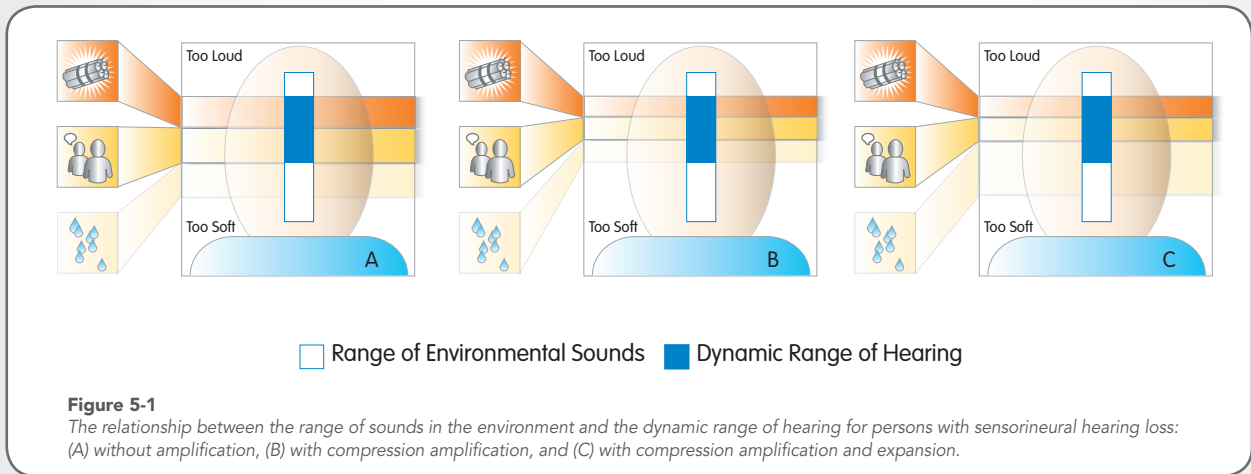 Too Loud
Too Soft
A
Too Loud
Too Soft
B
Too Loud
Too Soft
C
Range of Environmental Sounds Dynamic Range of Hearing
Figure 5-1
The relationship between the range of sounds in the environment and the dynamic range of hearing for persons with sensorineural hearing loss:
(A) without amplification, (B) with compression amplification, and (C) with compression amplification and expansion.